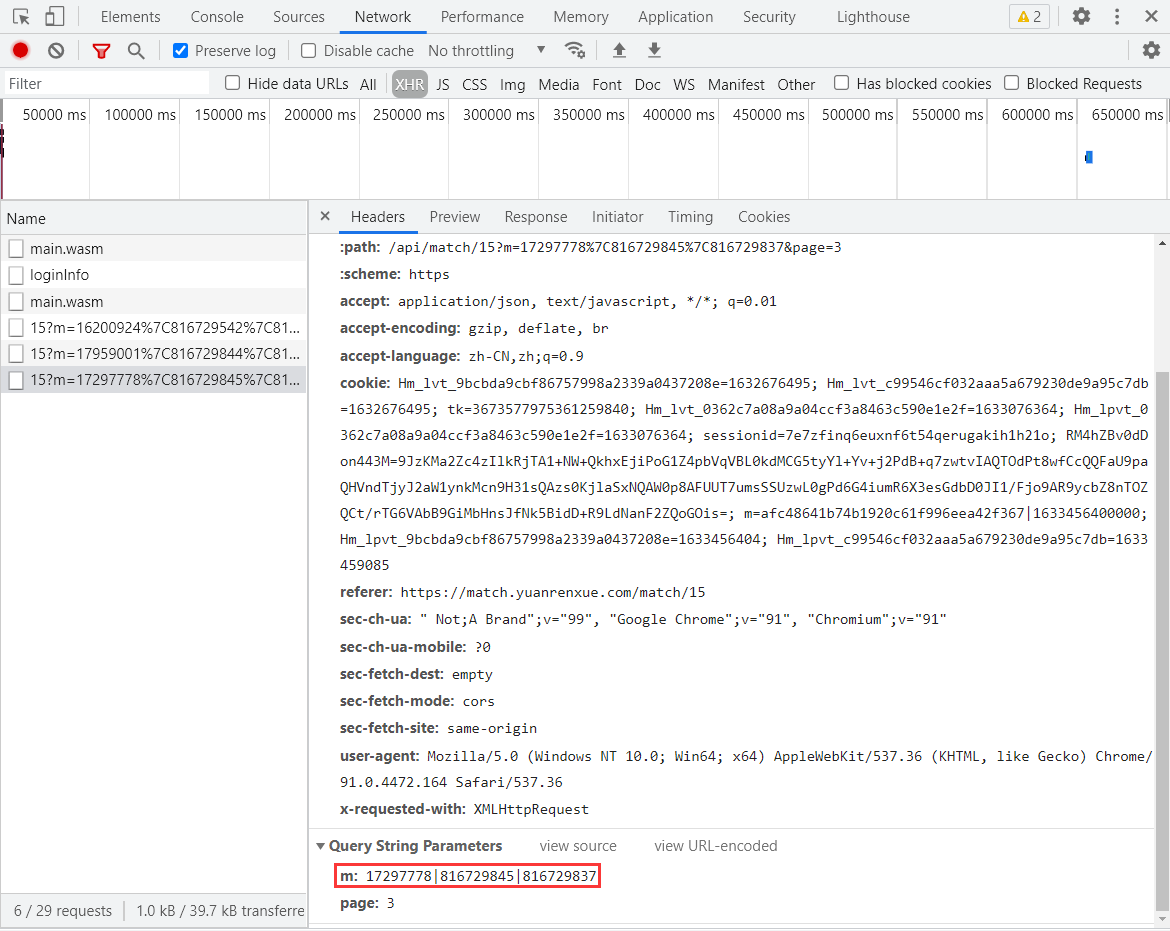 Elements Console Sources Network Performance Memory Application Security Lighthouse 2
Preserve log Disable cache No throttling
Filter Hide data URLs All XHR JS CSS Img Media Font Doc WS Manifest Other Has blocked cookies Blocked Requests
50000 ms 100000 ms 150000 ms 200000 ms 250000 ms 300000 ms 350000 ms 400000 ms 450000 ms 500000 ms 550000 ms 600000 ms 650000 ms
Name
main.wasm
loginInfo
main.wasm
15?m=16200924%7C816729542%7C81...
15?m=17959001%7C816729844%7C81...
15?m=17297778%7C816729845%7C81...
6 / 29 requests 1.0 kB / 39.7 kB transferre
Headers Preview Response Initiator Timing Cookies
:path: /api/match/15?m=17297778%7C816729845%7C816729837&page=3
:scheme: https
accept: application/json, text/javascript, */*; q=0.01
accept-encoding: gzip, deflate, br
accept-language: zh-CN,zh;q=0.9
cookie: Hm_lvt_9bcbda9cbf86757998a2339a0437208e=1632676495; Hm_lvt_c99546cf032aaa5a679230de9a95c7db
=1632676495; tk=3673577975361259840; Hm_lvt_0362c7a08a9a04ccf3a8463c590e1e2f=1633076364; Hm_lpvt_0
362c7a08a9a04ccf3a8463c590e1e2f=1633076364; sessionid=7e7zfinq6euxnf6t54qerugakih1h21o; RM4hZBv0dD
on443M=9JzKMa2Zc4zIlkRjTA1+NW+QkhxEjiPoG1Z4pbVqVBL0kdMCG5tyYl+Yv+j2PdB+q7zwtvIAQTOdPt8wfCcQQFaU9pa
QHVndTjyJ2aW1ynkMcn9H31sQAzs0KjlaSxNQAW0p8AFUUT7umsSSUzwL0gPd6G4iumR6X3esGdbD0JI1/Fjo9AR9ycbZ8nTOZ
QCt/rTG6VAbB9GiMbHnsJfNk5BidD+R9LdNanF2ZQoGOis=; m=afc48641b74b1920c61f996eea42f367|1633456400000;
Hm_lpvt_9bcbda9cbf86757998a2339a0437208e=1633456404; Hm_lpvt_c99546cf032aaa5a679230de9a95c7db=1633
459085
referer: https://match.yuanrenxue.com/match/15
sec-ch-ua: " Not;A Brand";v="99", "Google Chrome";v="91", "Chromium";v="91"
sec-ch-ua-mobile: ?0
sec-fetch-dest: empty
sec-fetch-mode: cors
sec-fetch-site: same-origin
user-agent: Mozilla/5.0 (Windows NT 10.0; Win64; x64) AppleWebKit/537.36 (KHTML, like Gecko) Chrome/
91.0.4472.164 Safari/537.36
x-requested-with: XMLHttpRequest
Query String Parameters view source view URL-encoded
m: 17297778|816729845|816729837
page: 3